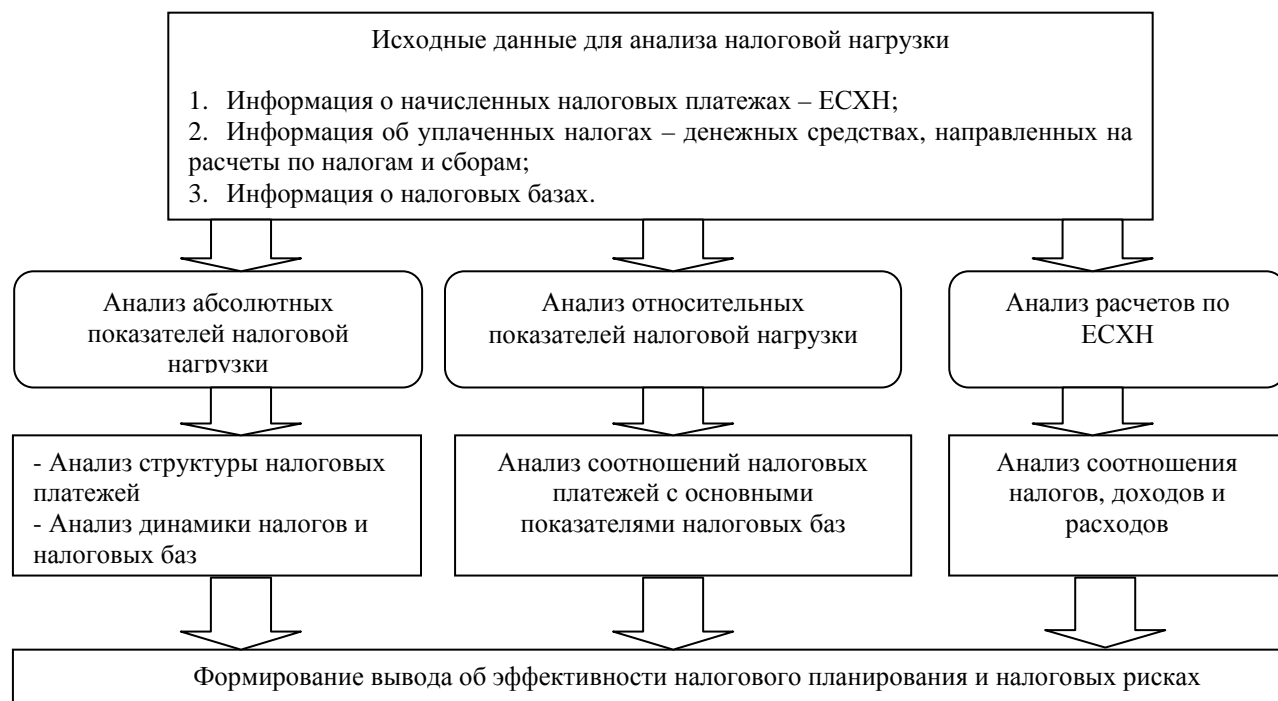 Исходные данные для анализа налоговой нагрузки
1. Информация о начисленных налоговых платежах – ЕСХН;
2. Информация об уплаченных налогах – денежных средствах, направленных на
расчеты по налогам и сборам;
3. Информация о налоговых базах.
Анализ абсолютных
показателей налоговой
нагрузки
Анализ относительных
показателей налоговой нагрузки
Анализ расчетов по
ЕСХН
- Анализ структуры налоговых
платежей
- Анализ динамики налогов и
налоговых баз
Анализ соотношений налоговых
платежей с основными
показателями налоговых баз
Анализ соотношения
налогов, доходов и
расходов
Формирование вывода об эффективности налогового планирования и налоговых рисках